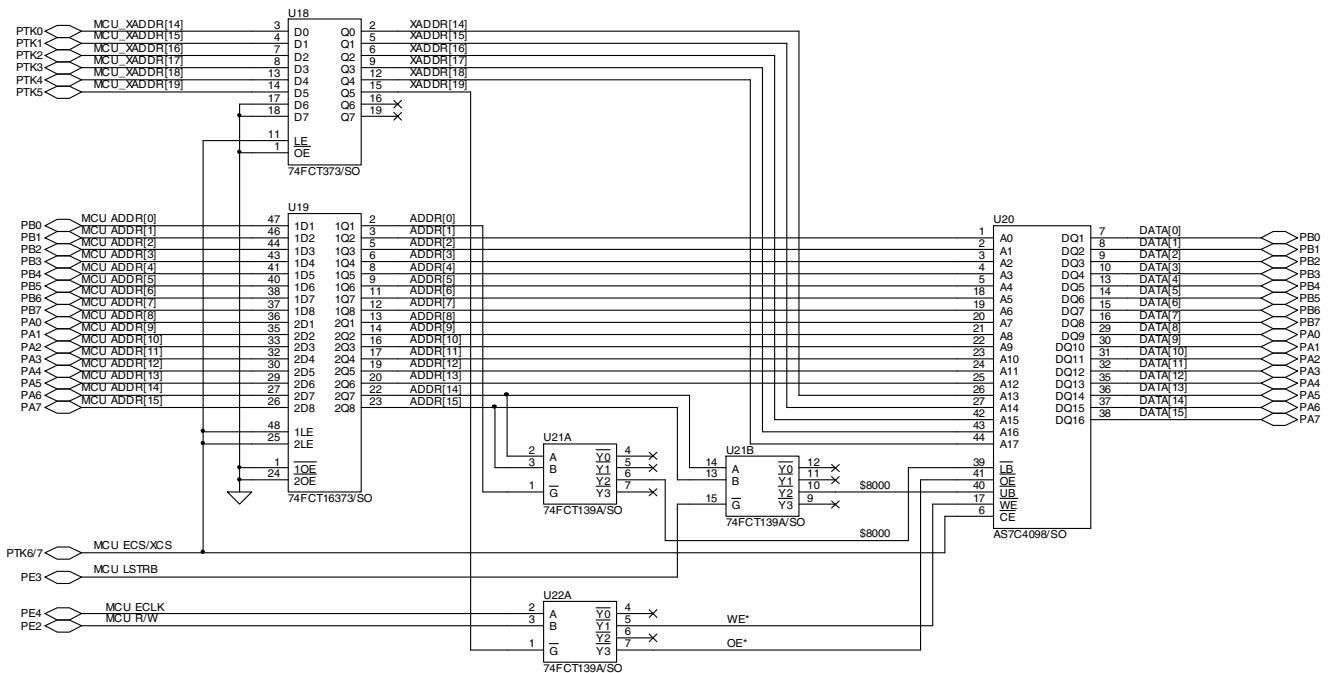 U18
PTK0 MCU_XADDR[14] 3 D0 Q0 2 XADDR[14]
PTK1 MCU_XADDR[15] 4 D1 Q1 5 XADDR[15]
PTK2 MCU_XADDR[16] 7 D2 Q2 6 XADDR[16]
PTK3 MCU_XADDR[17] 8 D3 Q3 9 XADDR[17]
PTK4 MCU_XADDR[18] 13 D4 Q4 12 XADDR[18]
PTK5 MCU_XADDR[19] 14 D5 Q5 15 XADDR[19]
17 D6 Q6 16
18 D7 Q7 19
11 LE
1 OE
74FCT373/SO
U19
PB0 MCU ADDR[0] 47 1D1 1Q1 2 ADDR[0]
PB1 MCU ADDR[1] 46 1D2 1Q2 3 ADDR[1]
PB2 MCU ADDR[2] 44 1D3 1Q3 5 ADDR[2]
PB3 MCU ADDR[3] 43 1D4 1Q4 6 ADDR[3]
PB4 MCU ADDR[4] 41 1D5 1Q5 8 ADDR[4]
PB5 MCU ADDR[5] 40 1D6 1Q6 9 ADDR[5]
PB6 MCU ADDR[6] 38 1D7 1Q7 11 ADDR[6]
PB7 MCU ADDR[7] 37 1D8 1Q8 12 ADDR[7]
PA0 MCU ADDR[8] 36 2D1 2Q1 13 ADDR[8]
PA1 MCU ADDR[9] 35 2D2 2Q2 14 ADDR[9]
PA2 MCU ADDR[10] 33 2D3 2Q3 16 ADDR[10]
PA3 MCU ADDR[11] 32 2D4 2Q4 17 ADDR[11]
PA4 MCU ADDR[12] 30 2D5 2Q5 19 ADDR[12]
PA5 MCU ADDR[13] 29 2D6 2Q6 20 ADDR[13]
PA6 MCU ADDR[14] 27 2D7 2Q7 22 ADDR[14]
PA7 MCU ADDR[15] 26 2D8 2Q8 23 ADDR[15]
48 1LE
25 2LE
1 1OE
24 2OE
74FCT16373/SO
U20
1 A0 DQ1 7 DATA[0] PB0
2 A1 DQ2 8 DATA[1] PB1
3 A2 DQ3 9 DATA[2] PB2
4 A3 DQ4 10 DATA[3] PB3
5 A4 DQ5 13 DATA[4] PB4
18 A5 DQ6 14 DATA[5] PB5
19 A6 DQ7 15 DATA[6] PB6
20 A7 DQ8 16 DATA[7] PB7
21 A8 DQ9 29 DATA[8] PA0
22 A9 DQ10 30 DATA[9] PA1
23 A10 DQ11 31 DATA[10] PA2
24 A11 DQ12 32 DATA[11] PA3
25 A12 DQ13 35 DATA[12] PA4
26 A13 DQ14 36 DATA[13] PA5
27 A14 DQ15 37 DATA[14] PA6
42 A15 DQ16 38 DATA[15] PA7
43 A16
44 A17
39 LB
41 OE
40 UB
17 WE
6 CE
AS7C4098/SO
U21A
2 A Y0 4
3 B Y1 5
Y2 6
1 G Y3 7
74FCT139A/SO
U21B
14 A Y0 12
13 B Y1 11
Y2 10 $8000
15 G Y3 9
74FCT139A/SO
$8000
PTK6/7 MCU ECS/XCS
PE3 MCU LSTRB
U22A
PE4 MCU ECLK 2 A Y0 4
PE2 MCU R/W 3 B Y1 5 WE*
Y2 6
1 G Y3 7 OE*
74FCT139A/SO